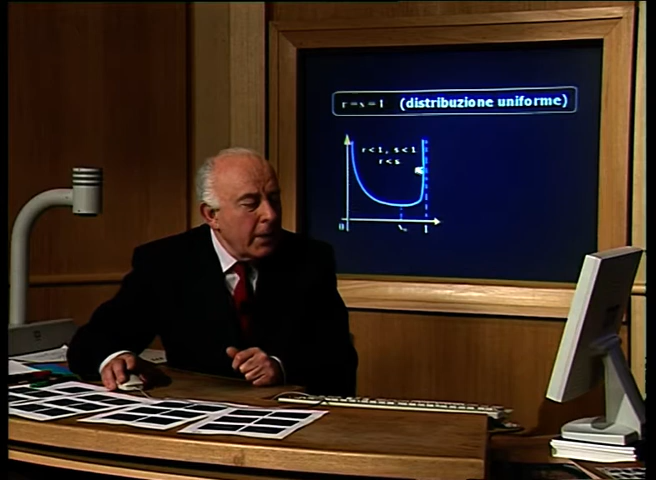 r = s = 1 (distribuzione uniforme)
r < 1, s < 1
r < s
0 1